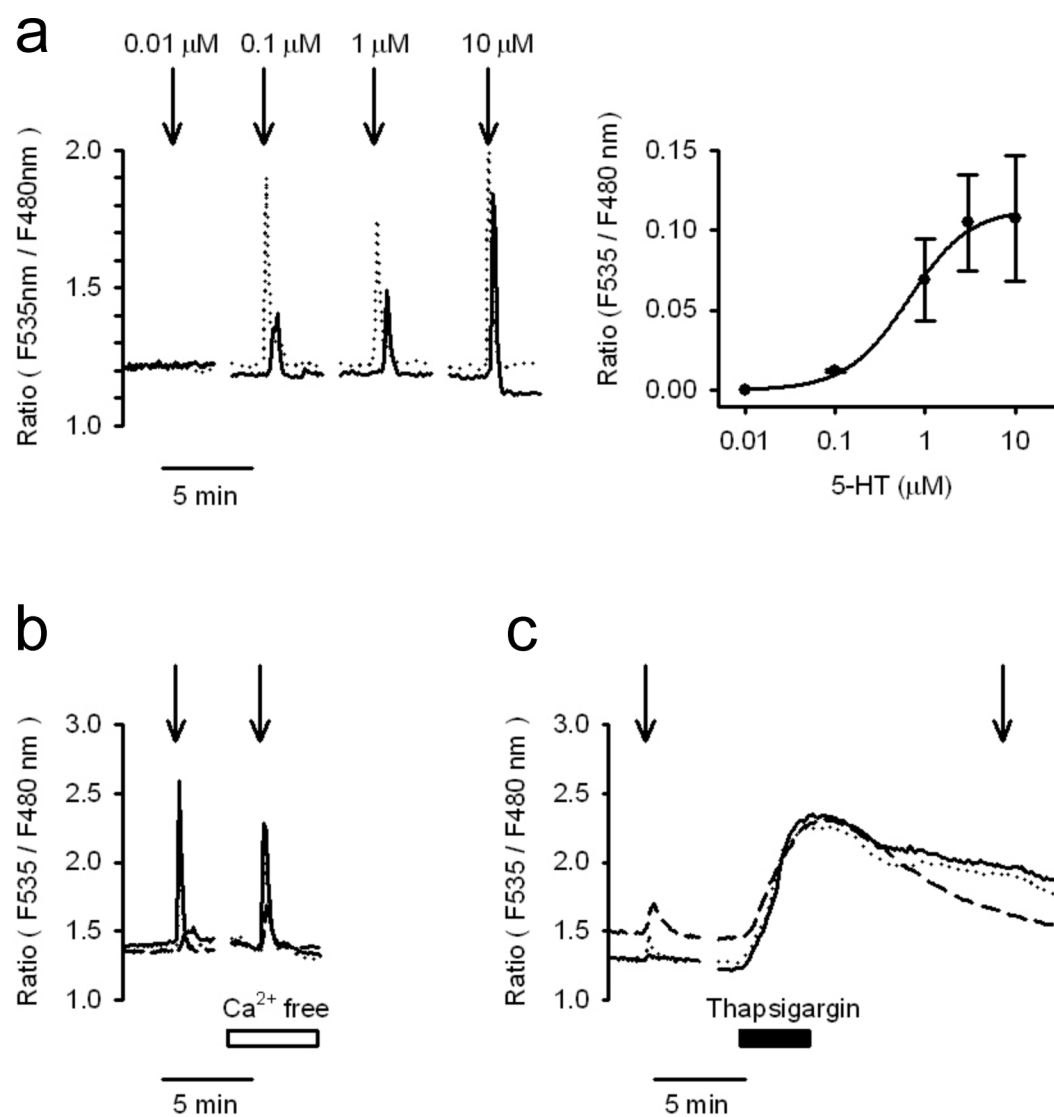 a
0.01 μM 0.1 μM 1 μM 10 μM
Ratio ( F535nm / F480nm )
2.0
1.5
1.0
5 min
Ratio (F535 / F480 nm)
0.15
0.10
0.05
0.00
0.01 0.1 1 10
5-HT (μM)
b
Ratio ( F535 / F480 nm )
3.0
2.5
2.0
1.5
1.0
Ca2+ free
5 min
c
Ratio ( F535 / F480 nm )
3.0
2.5
2.0
1.5
1.0
Thapsigargin
5 min